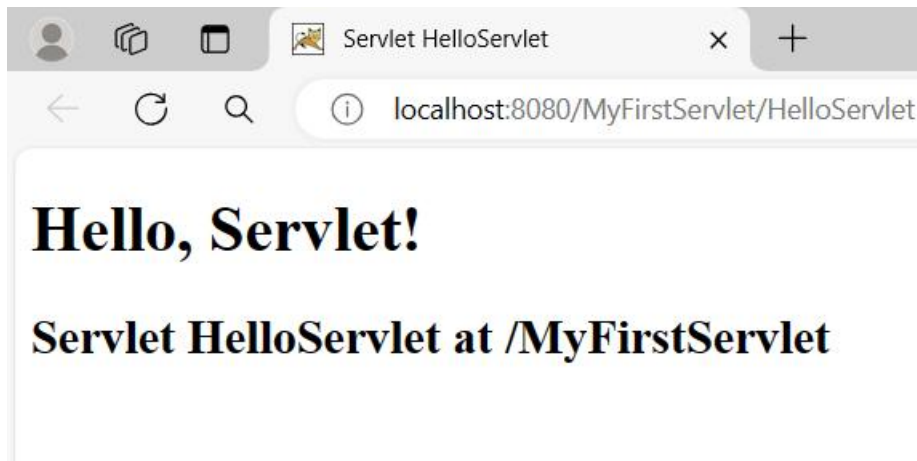 Servlet HelloServlet
localhost:8080/MyFirstServlet/HelloServlet
Hello, Servlet!
Servlet HelloServlet at /MyFirstServlet